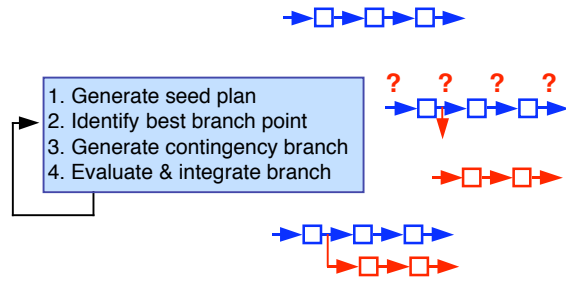 ? ? ? ?
1. Generate seed plan
2. Identify best branch point
3. Generate contingency branch
4. Evaluate & integrate branch